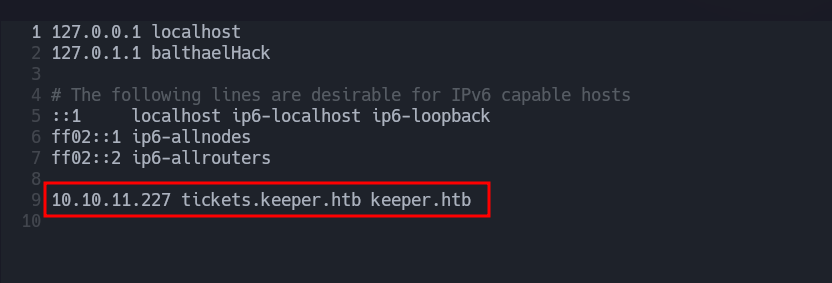 1 127.0.0.1 localhost
2 127.0.1.1 balthaelHack
3
4 # The following lines are desirable for IPv6 capable hosts
5 ::1     localhost ip6-localhost ip6-loopback
6 ff02::1 ip6-allnodes
7 ff02::2 ip6-allrouters
8
9 10.10.11.227 tickets.keeper.htb keeper.htb
10